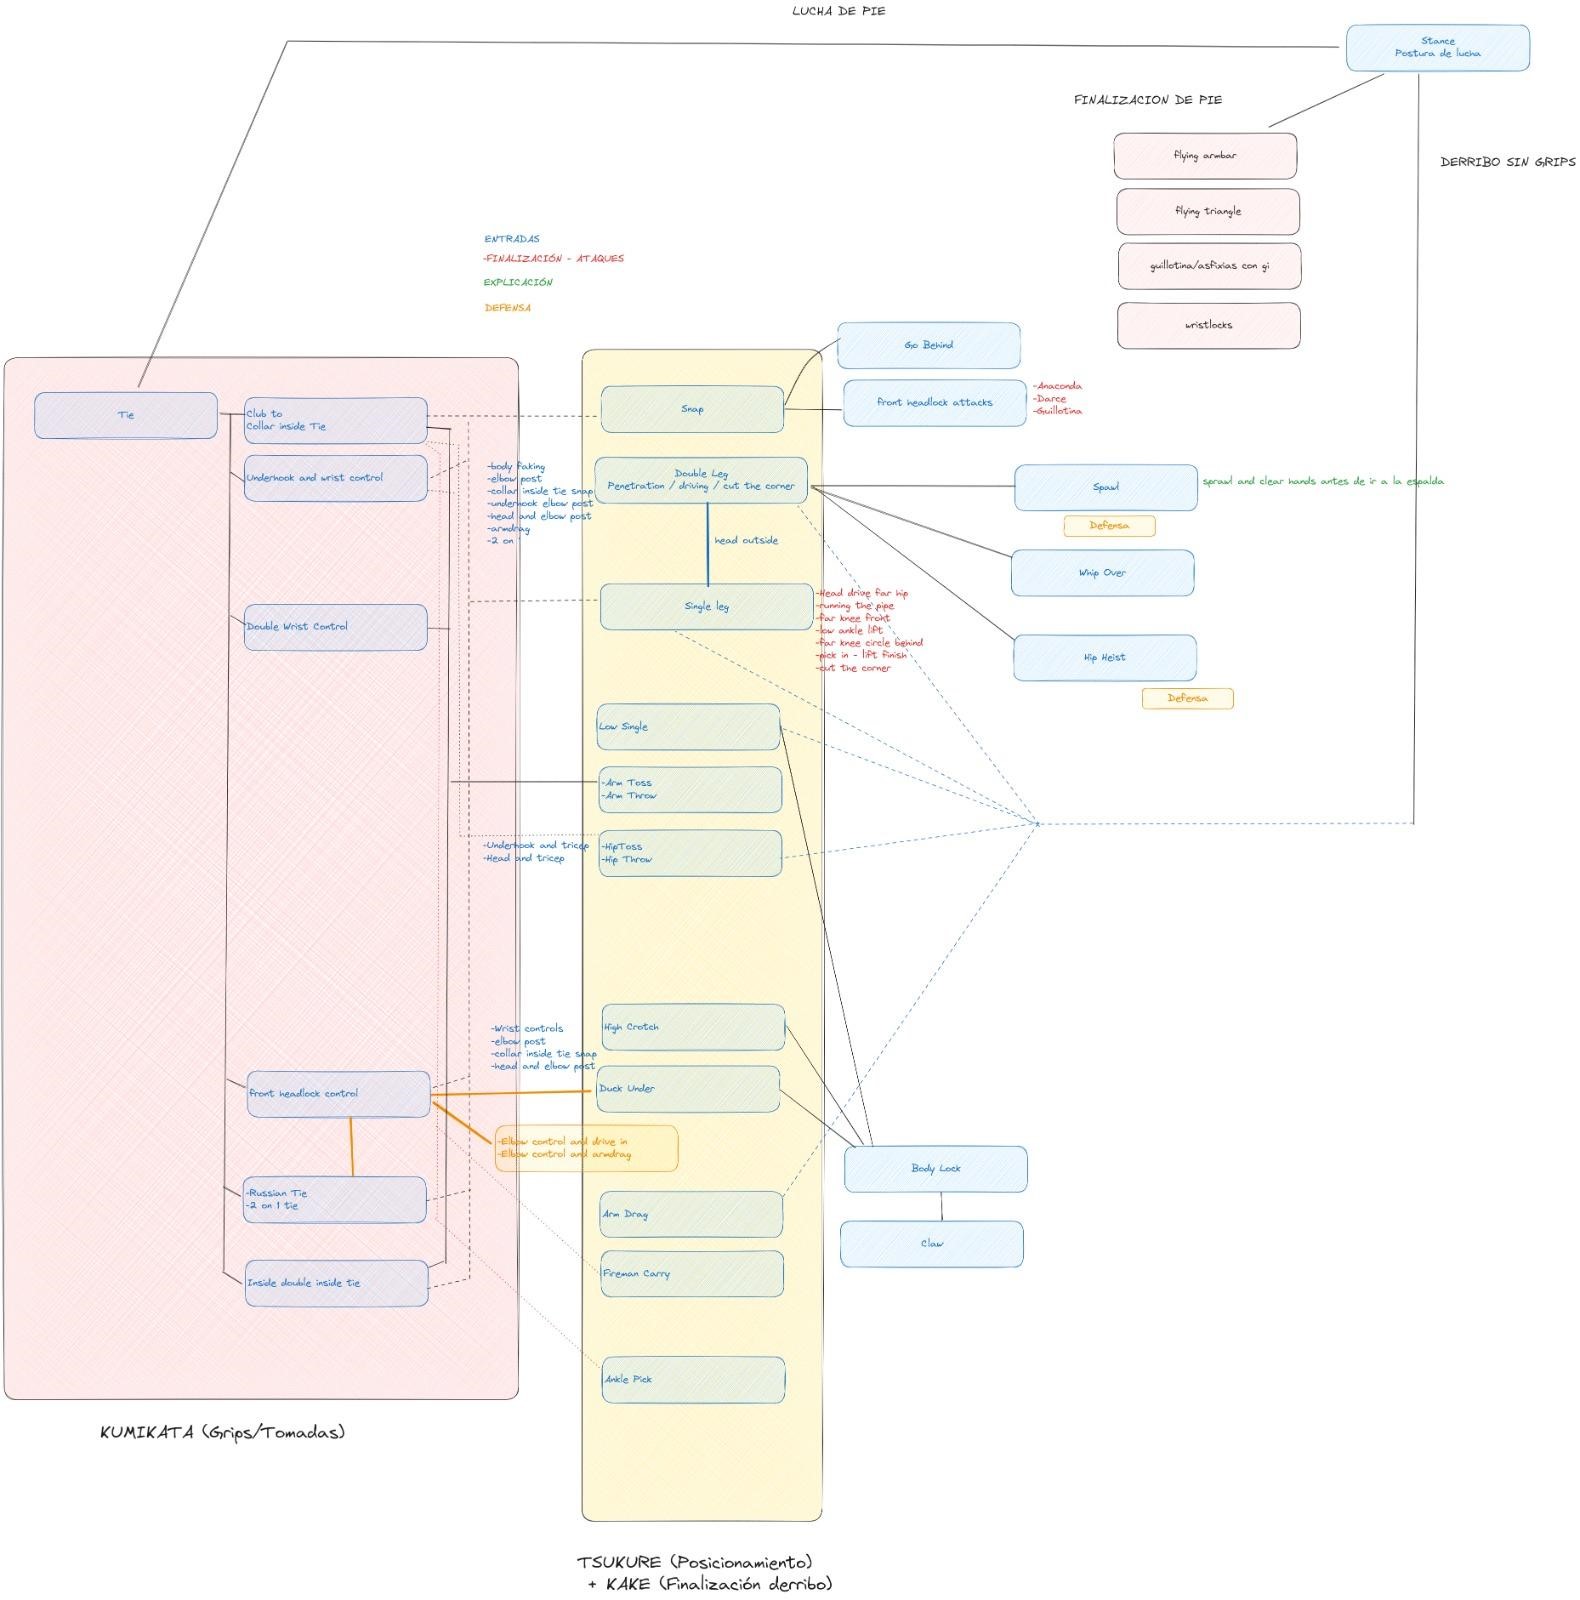 LUCHA DE PIE
Stance
Postura de lucha
FINALIZACION DE PIE
flying armbar
DERRIBO SIN GRIPS
flying triangle
ENTRADAS
-FINALIZACIÓN - ATAQUES
EXPLICACIÓN
DEFENSA
guillotina/asfixias con gi
wristlocks
Go Behind
Tie
Club to
Collar inside Tie
Snap
front headlock attacks
-Anaconda
-Darce
-Guillotina
Underhook and wrist control
-body faking
-elbow post
-collar inside tie snap
-underhook elbow post
-head and elbow post
-armdrag
-2 on
Double Leg
Penetration / driving / cut the corner
head outside
Spawl
sprawl and clear hands antes de ir a la espalda
Defensa
Whip Over
Double Wrist Control
Single leg
-Head drive far hip
-running the pipe
-far knee front
-low ankle lift
-far knee circle behind
-pick in - lift finish
-cut the corner
Hip Heist
Defensa
Low Single
-Arm Toss
-Arm Throw
-Underhook and tricep
-Head and tricep
-HipToss
-Hip Throw
High Crotch
-Wrist controls
-elbow post
-collar inside tie snap
-head and elbow post
front headlock control
Duck Under
-Elbow control and drive in
-Elbow control and armdrag
Body Lock
-Russian Tie
-2 on 1 tie
Arm Drag
Claw
Inside double inside tie
Fireman Carry
Ankle Pick
KUMIKATA (Grips/Tomadas)
TSUKURE (Posicionamiento)
+ KAKE (Finalización derribo)